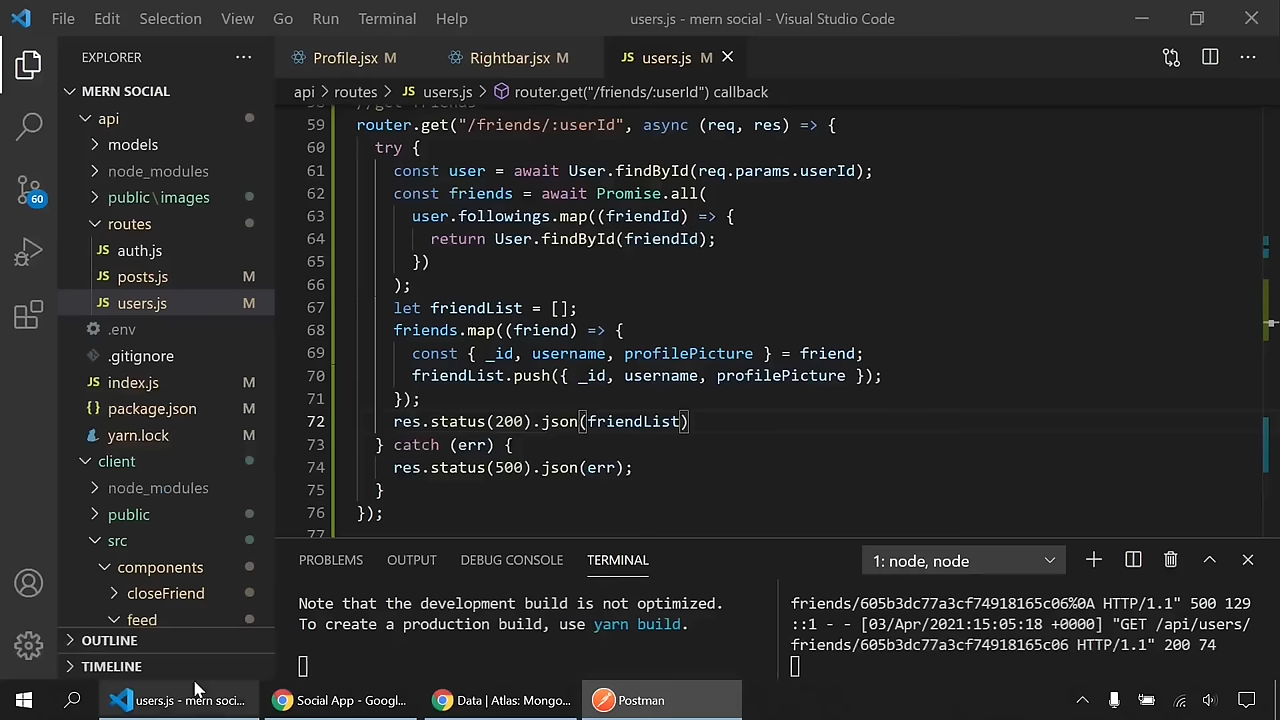 File Edit Selection View Go Run Terminal Help users.js - mern social - Visual Studio Code
EXPLORER
Profile.jsx M Rightbar.jsx M JS users.js M
MERN SOCIAL
api > routes > JS users.js > router.get("/friends/:userId") callback
api
models
node_modules
public\images
routes
JS auth.js
JS posts.js M
JS users.js M
.env
.gitignore
JS index.js M
{} package.json M
yarn.lock M
client
node_modules
public
src
components
closeFriend
feed
OUTLINE
TIMELINE
60
58 //get friends
59 router.get("/friends/:userId", async (req, res) => {
60 try {
61 const user = await User.findById(req.params.userId);
62 const friends = await Promise.all(
63 user.followings.map((friendId) => {
64 return User.findById(friendId);
65 })
66 );
67 let friendList = [];
68 friends.map((friend) => {
69 const { _id, username, profilePicture } = friend;
70 friendList.push({ _id, username, profilePicture });
71 });
72 res.status(200).json(friendList)
73 } catch (err) {
74 res.status(500).json(err);
75 }
76 });
77
PROBLEMS OUTPUT DEBUG CONSOLE TERMINAL 1: node, node
Note that the development build is not optimized.
To create a production build, use yarn build.
friends/605b3dc77a3cf74918165c06%0A HTTP/1.1" 500 129
::1 - - [03/Apr/2021:15:05:18 +0000] "GET /api/users/
friends/605b3dc77a3cf74918165c06 HTTP/1.1" 200 74
users.js - mern soci... Social App - Googl... Data | Atlas: Mongo... Postman